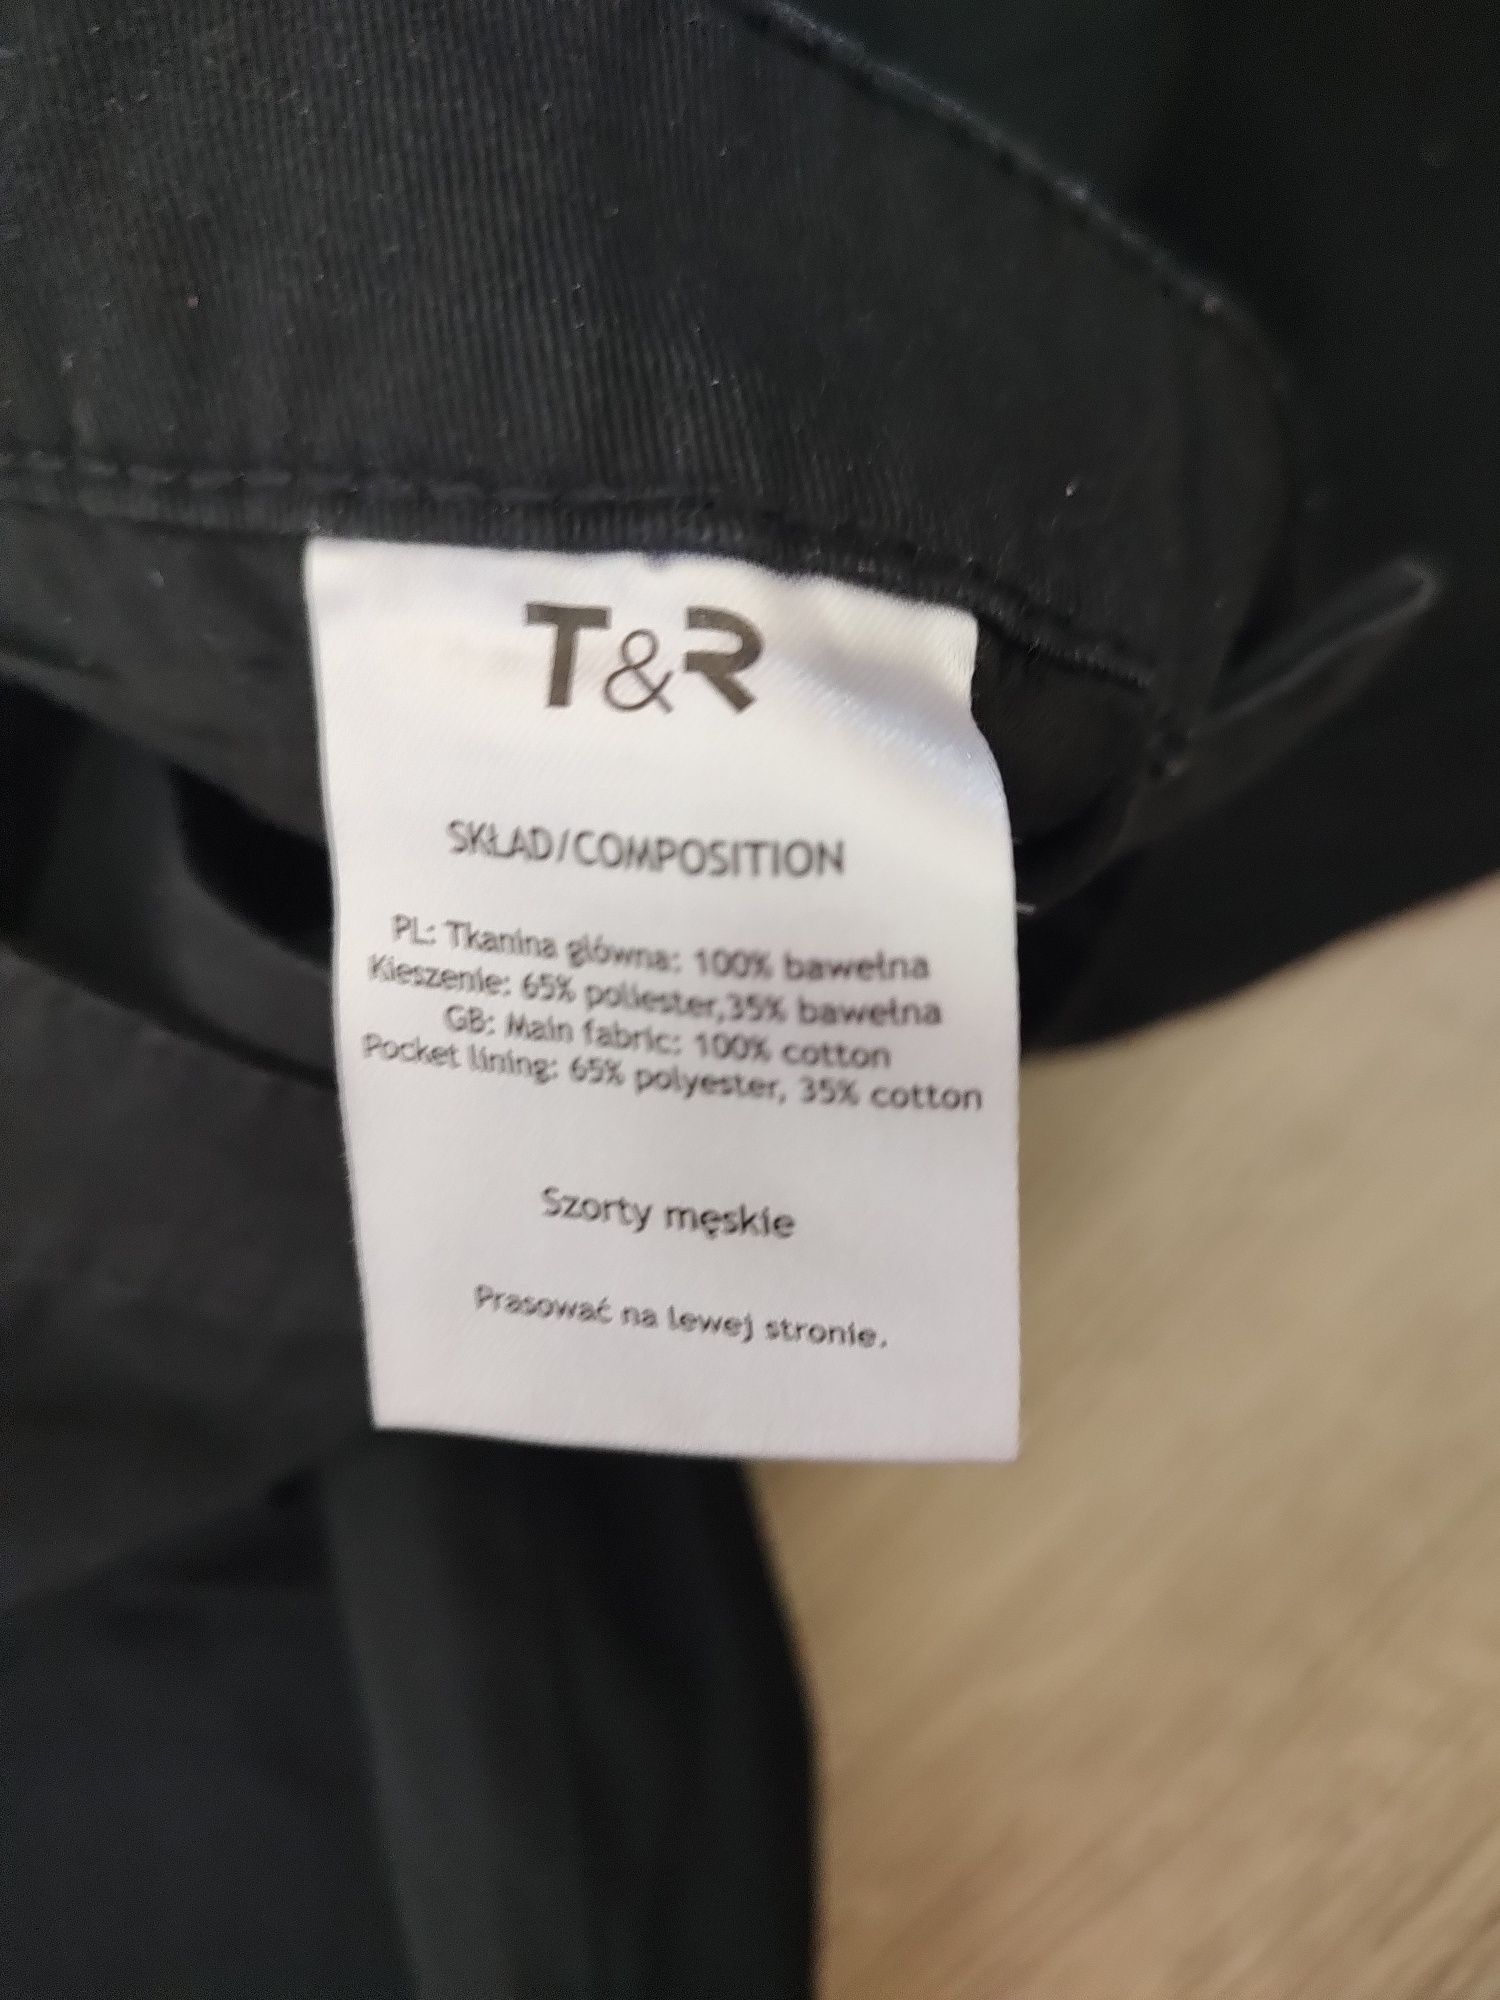 T&R
SKŁAD/COMPOSITION
PL: Tkanina główna: 100% bawełna
Kieszenie: 65% poliester,35% bawełna
GB: Main fabric: 100% cotton
Pocket lining: 65% polyester, 35% cotton
Szorty męskie
Prasować na lewej stronie.